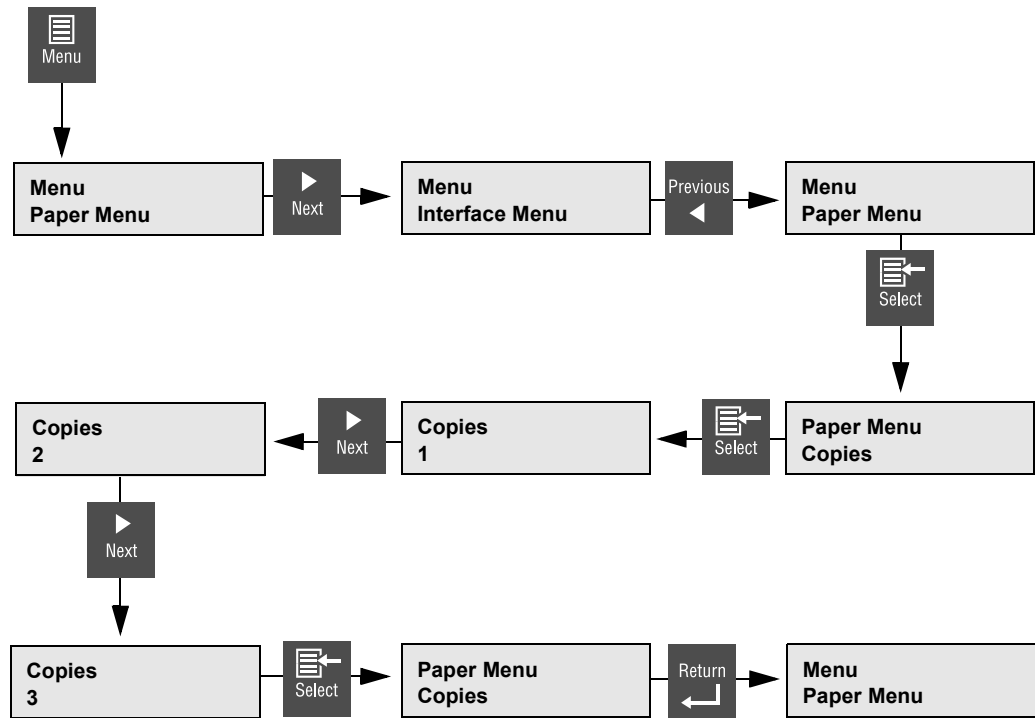 Menu
Menu
Paper Menu
Next
Menu
Interface Menu
Previous
Menu
Paper Menu
Select
Paper Menu
Copies
Select
Copies
1
Next
Copies
2
Next
Copies
3
Select
Paper Menu
Copies
Return
Menu
Paper Menu